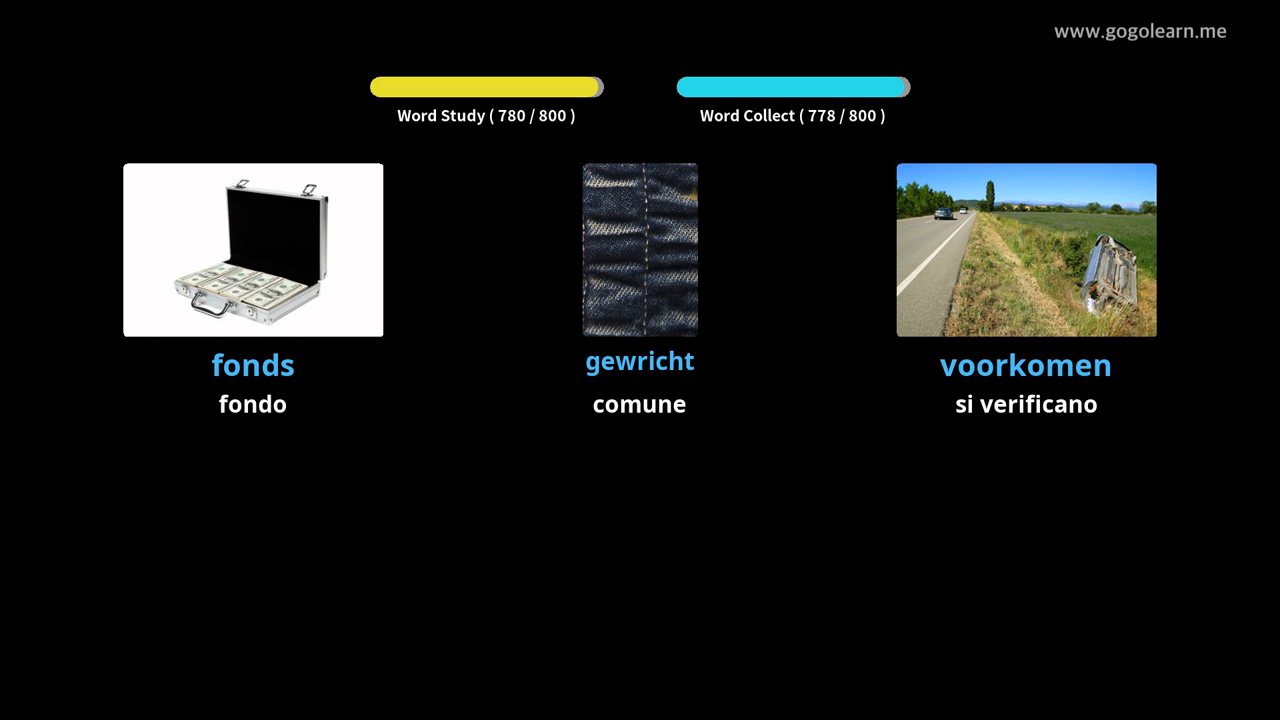 www.gogolearn.me
Word Study ( 780 / 800 )
Word Collect ( 778 / 800 )
fonds
fondo
gewricht
comune
voorkomen
si verificano